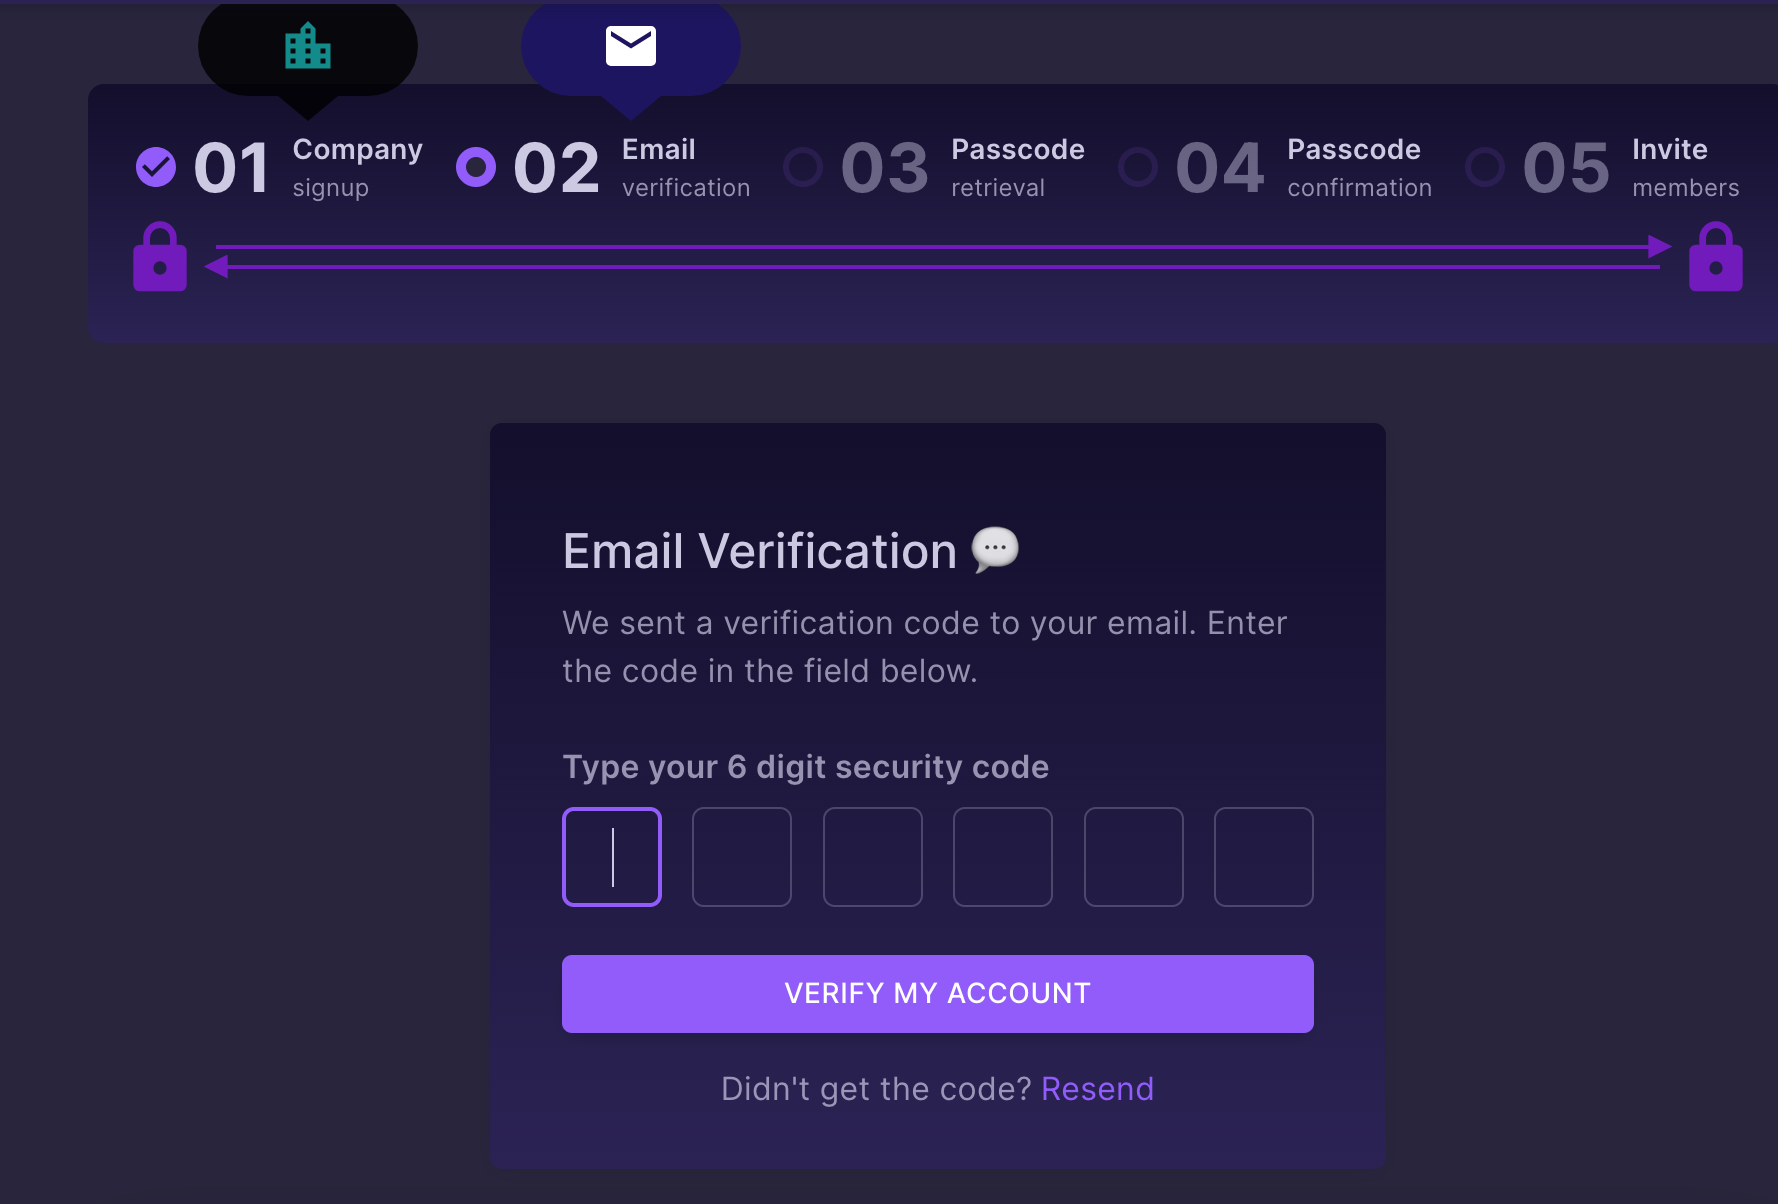 01 Company signup
02 Email verification
03 Passcode retrieval
04 Passcode confirmation
05 Invite members
Email Verification 💬
We sent a verification code to your email. Enter
the code in the field below.
Type your 6 digit security code
VERIFY MY ACCOUNT
Didn't get the code? Resend